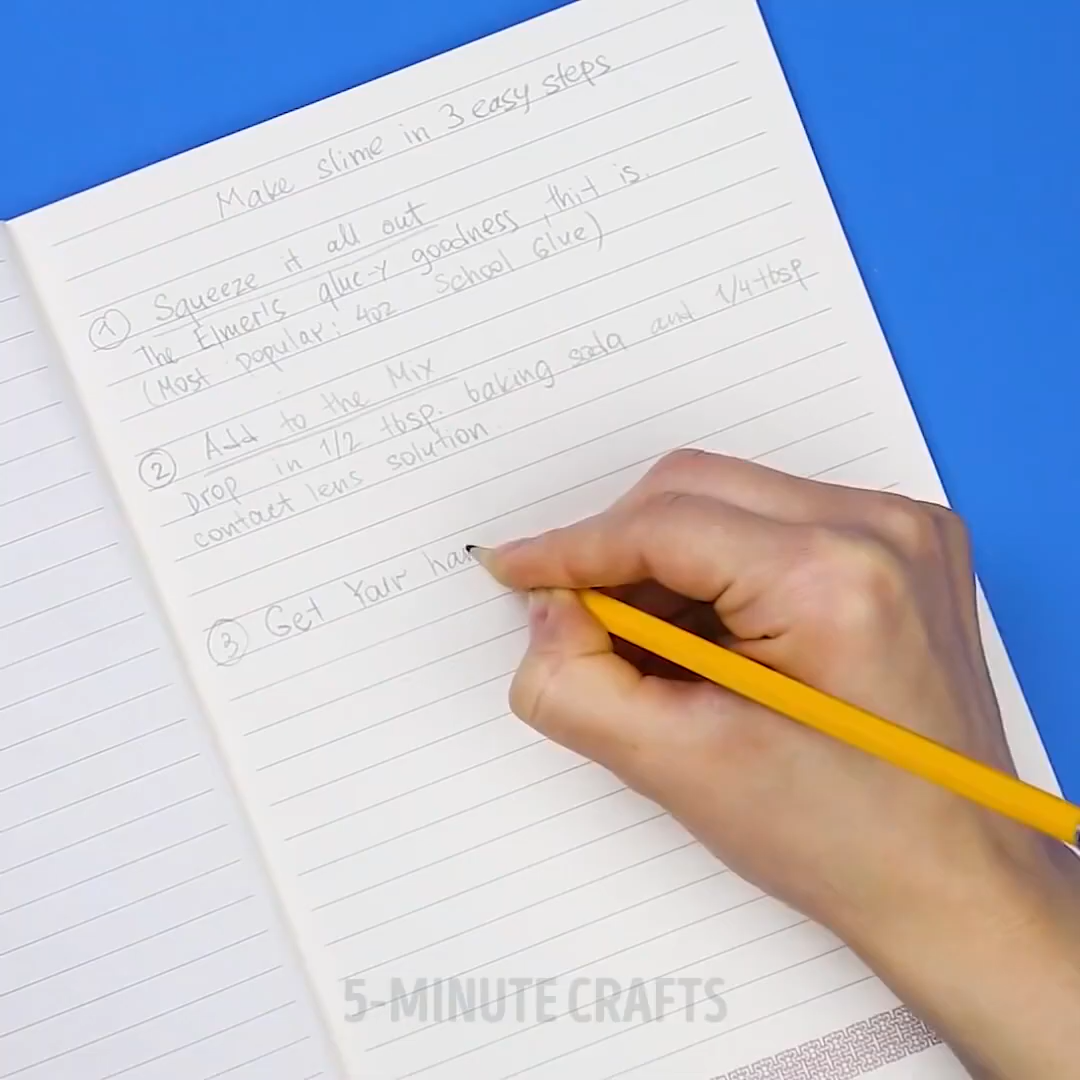 Make slime in 3 easy steps
① Squeeze it all out
The Elmer's glue-y goodness, thit is.
(Most popular: 4oz School Glue)
② Add to the Mix
Drop in 1/2 tbsp. baking soda and 1/4 tbsp
contact lens solution.
③ Get Your han
5-MINUTE CRAFTS